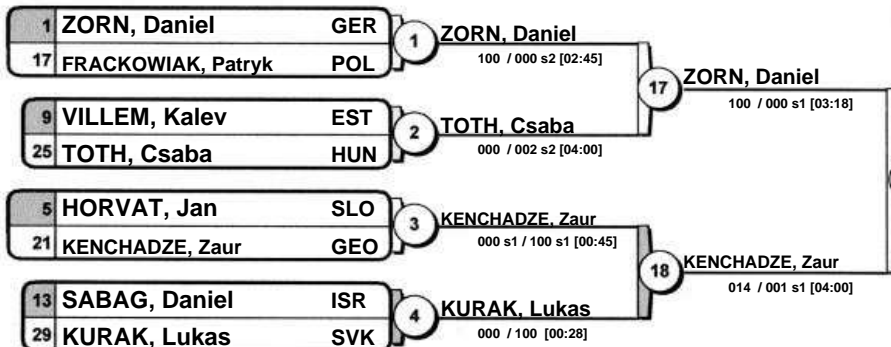 1 ZORN, Daniel GER
17 FRACKOWIAK, Patryk POL
9 VILLEM, Kalev EST
25 TOTH, Csaba HUN
5 HORVAT, Jan SLO
21 KENCHADZE, Zaur GEO
13 SABAG, Daniel ISR
29 KURAK, Lukas SVK
1 ZORN, Daniel
100 / 000 s2 [02:45]
2 TOTH, Csaba
000 / 002 s2 [04:00]
3 KENCHADZE, Zaur
000 s1 / 100 s1 [00:45]
4 KURAK, Lukas
000 / 100 [00:28]
17 ZORN, Daniel
100 / 000 s1 [03:18]
18 KENCHADZE, Zaur
014 / 001 s1 [04:00]